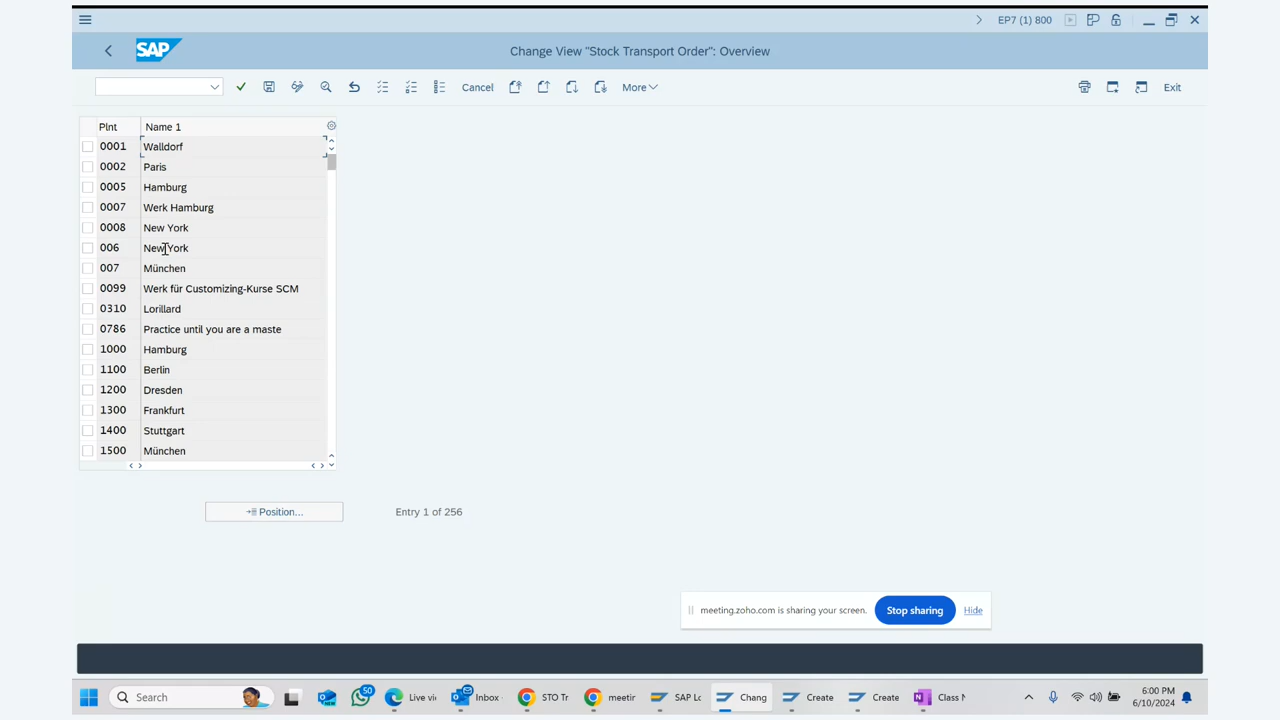 EP7 (1) 800
SAP
Change View "Stock Transport Order": Overview
Cancel
More
Exit
Plnt Name 1
0001 Walldorf
0002 Paris
0005 Hamburg
0007 Werk Hamburg
0008 New York
006 New York
007 München
0099 Werk für Customizing-Kurse SCM
0310 Lorillard
0786 Practice until you are a maste
1000 Hamburg
1100 Berlin
1200 Dresden
1300 Frankfurt
1400 Stuttgart
1500 München
Position...
Entry 1 of 256
meeting.zoho.com is sharing your screen.
Stop sharing
Hide
Search
50
Live vi
Inbox
STO Tr
meetir
SAP Lo
Chang
Create
Create
Class N
6:00 PM
6/10/2024